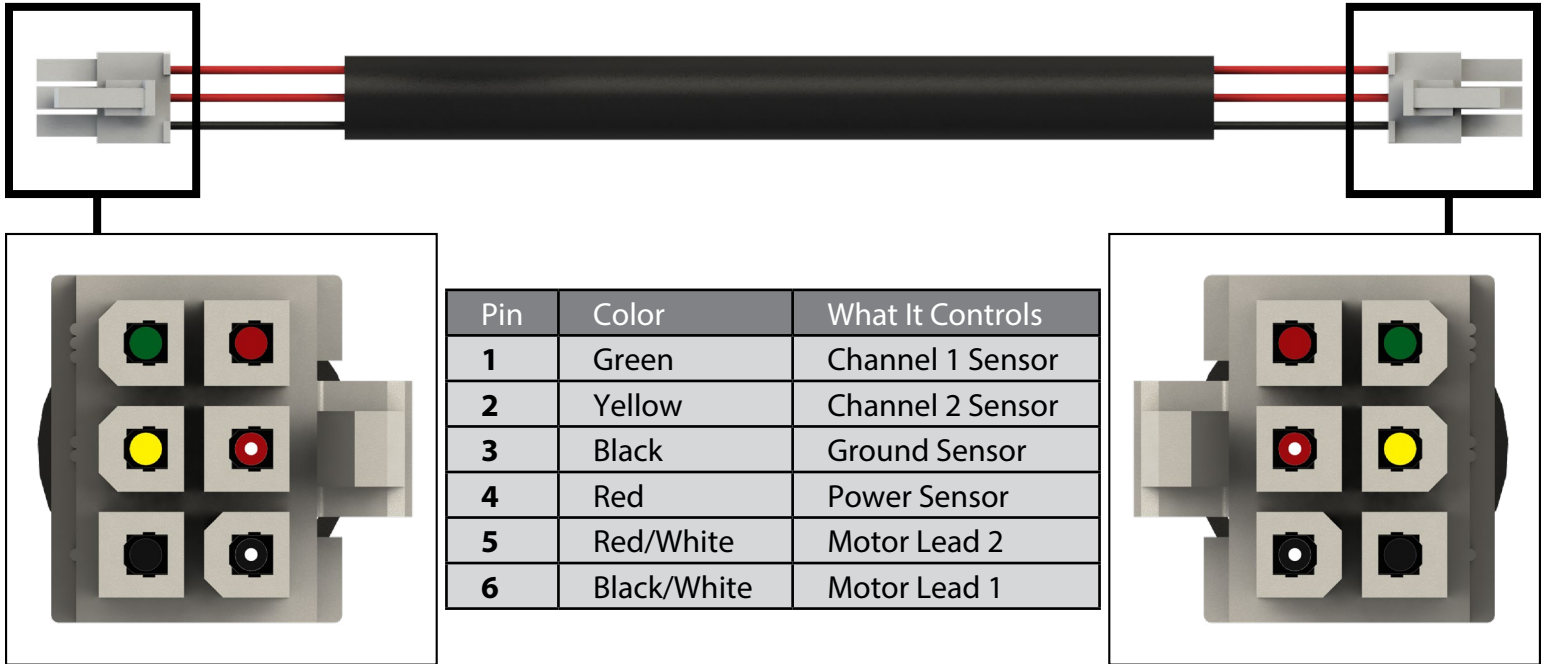 Pin Color What It Controls
1 Green Channel 1 Sensor
2 Yellow Channel 2 Sensor
3 Black Ground Sensor
4 Red Power Sensor
5 Red/White Motor Lead 2
6 Black/White Motor Lead 1